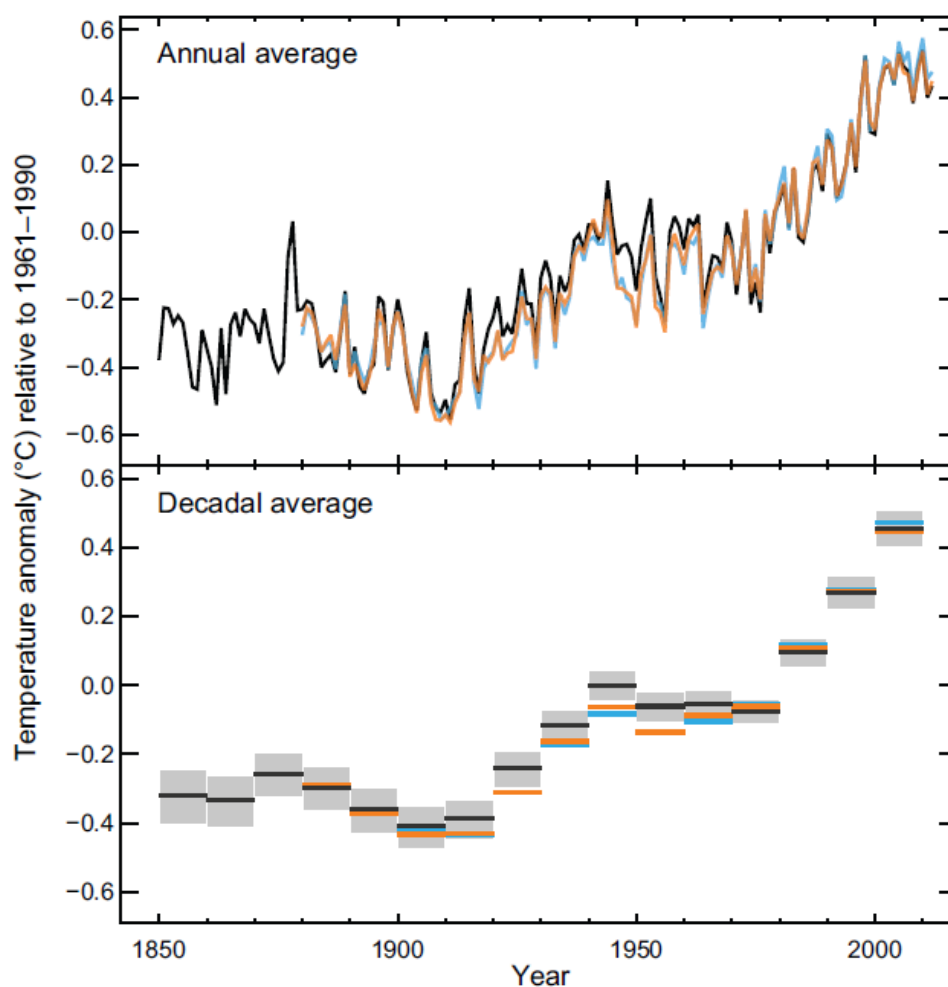 Temperature anomaly (°C) relative to 1961–1990
Annual average
0.6
0.4
0.2
0.0
−0.2
−0.4
−0.6
Decadal average
0.6
0.4
0.2
0.0
−0.2
−0.4
−0.6
1850 1900 1950 2000
Year